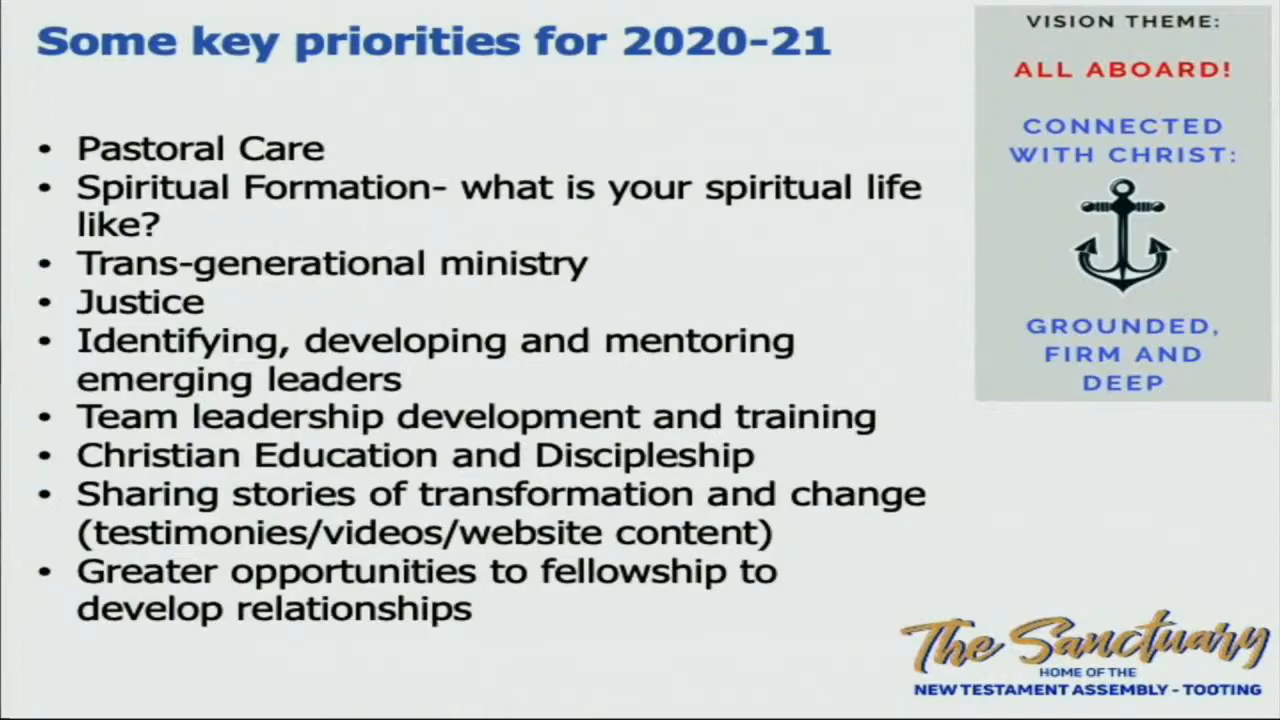 Some key priorities for 2020-21
• Pastoral Care
• Spiritual Formation- what is your spiritual life
like?
• Trans-generational ministry
• Justice
• Identifying, developing and mentoring
emerging leaders
• Team leadership development and training
• Christian Education and Discipleship
• Sharing stories of transformation and change
(testimonies/videos/website content)
• Greater opportunities to fellowship to
develop relationships
VISION THEME:
ALL ABOARD!
CONNECTED
WITH CHRIST:
GROUNDED,
FIRM AND
DEEP
The Sanctuary
HOME OF THE
NEW TESTAMENT ASSEMBLY - TOOTING